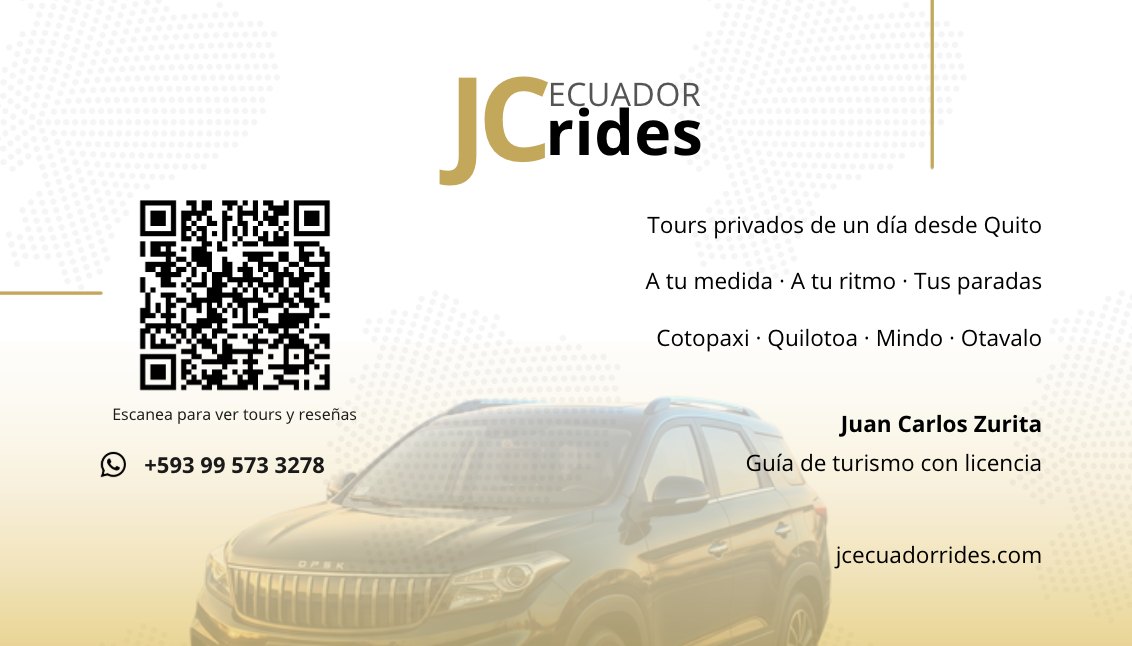 JC ECUADOR
rides
Tours privados de un día desde Quito
A tu medida · A tu ritmo · Tus paradas
Cotopaxi · Quilotoa · Mindo · Otavalo
Escanea para ver tours y reseñas
+593 99 573 3278
Juan Carlos Zurita
Guía de turismo con licencia
jcecuadorrides.com
DFSK